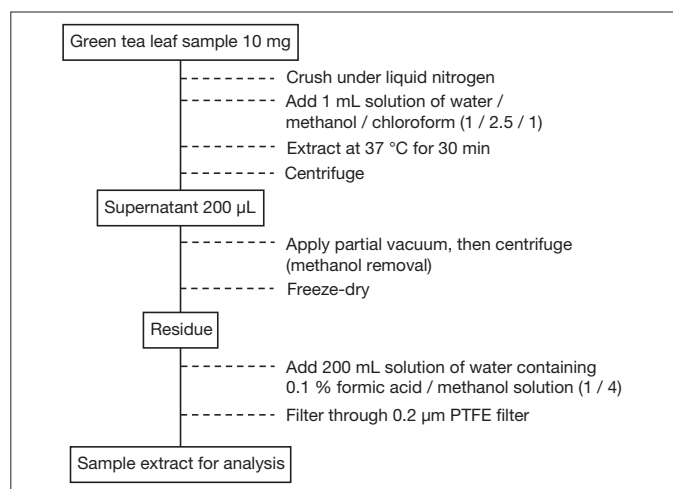 Green tea leaf sample 10 mg
Crush under liquid nitrogen
Add 1 mL solution of water /
methanol / chloroform (1 / 2.5 / 1)
Extract at 37 °C for 30 min
Centrifuge
Supernatant 200 µL
Apply partial vacuum, then centrifuge
(methanol removal)
Freeze-dry
Residue
Add 200 mL solution of water containing
0.1 % formic acid / methanol solution (1 / 4)
Filter through 0.2 µm PTFE filter
Sample extract for analysis